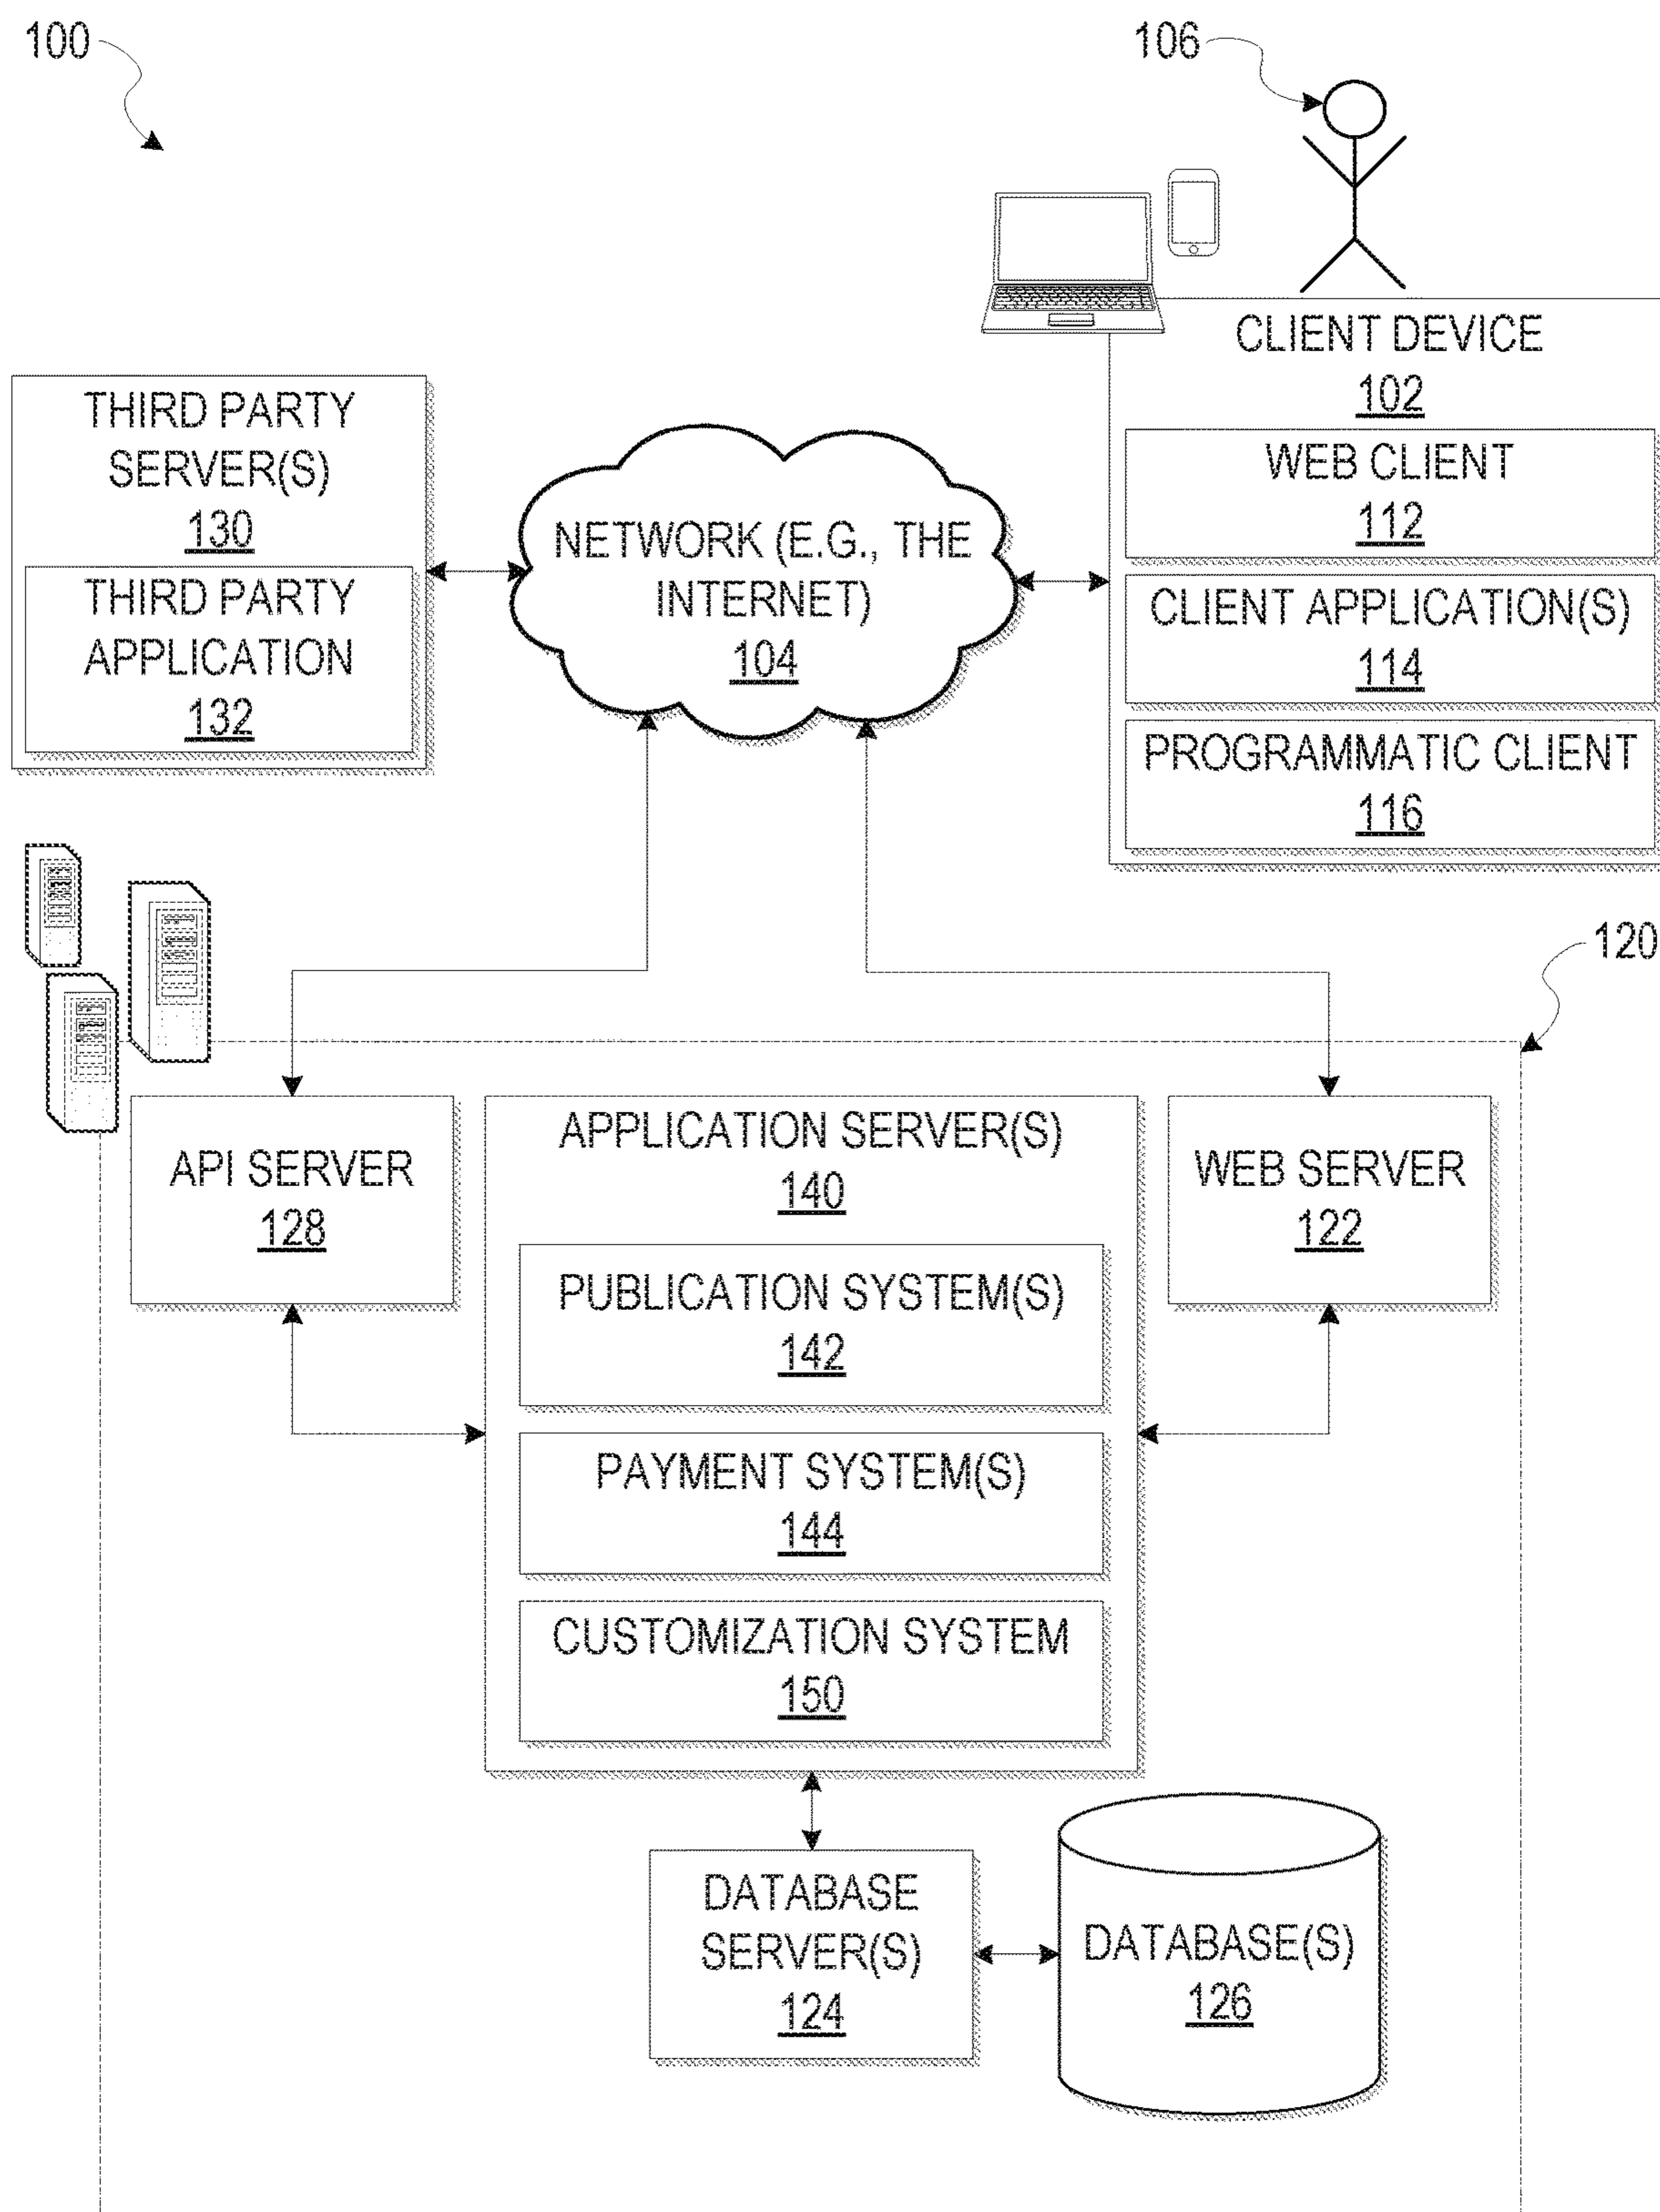 100
106
CLIENT DEVICE
102
WEB CLIENT
112
CLIENT APPLICATION(S)
114
PROGRAMMATIC CLIENT
116
THIRD PARTY
SERVER(S)
130
THIRD PARTY
APPLICATION
132
NETWORK (E.G., THE
INTERNET)
104
120
API SERVER
128
APPLICATION SERVER(S)
140
PUBLICATION SYSTEM(S)
142
PAYMENT SYSTEM(S)
144
CUSTOMIZATION SYSTEM
150
WEB SERVER
122
DATABASE
SERVER(S)
124
DATABASE(S)
126